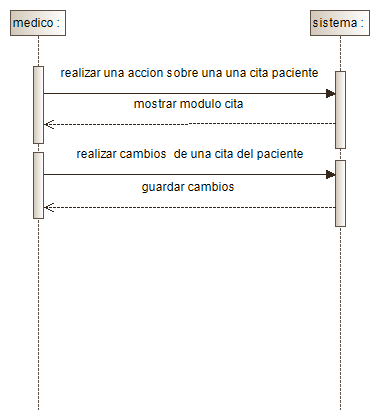 medico :
sistema :
realizar una accion sobre una una cita paciente
mostrar modulo cita
realizar cambios de una cita del paciente
guardar cambios